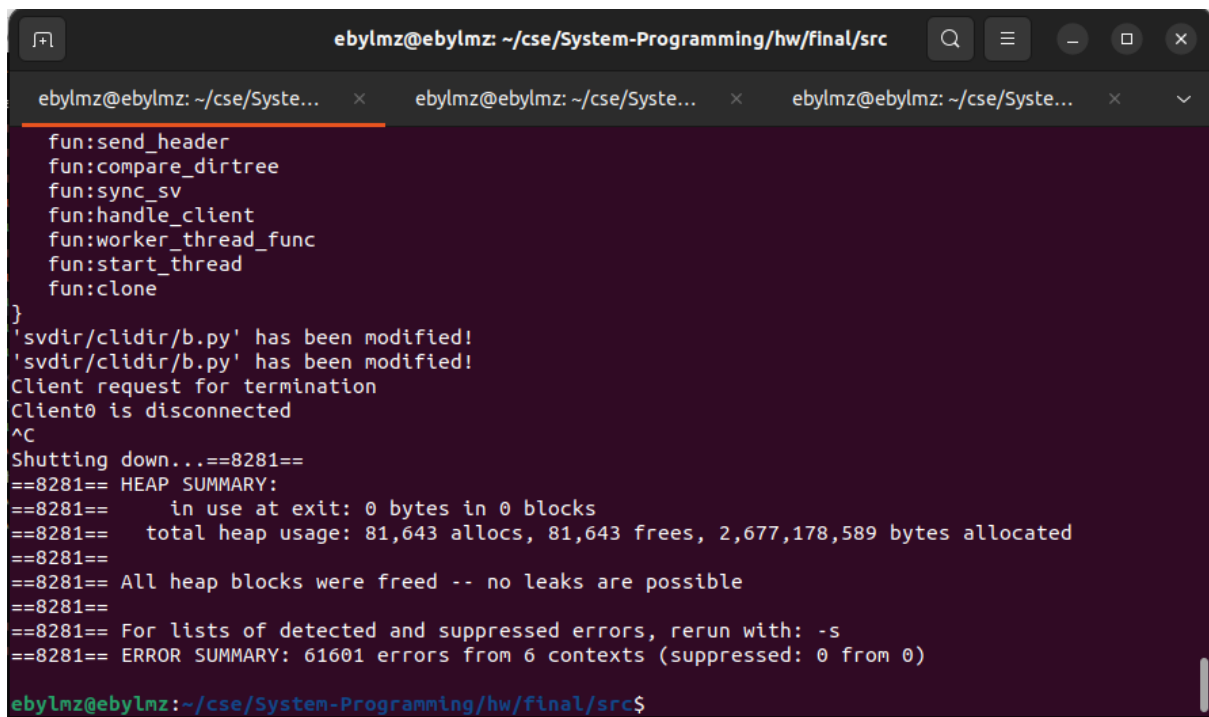 ebylmz@ebylmz: ~/cse/System-Programming/hw/final/src
ebylmz@ebylmz: ~/cse/Syste... ebylmz@ebylmz: ~/cse/Syste... ebylmz@ebylmz: ~/cse/Syste...
fun:send_header
fun:compare_dirtree
fun:sync_sv
fun:handle_client
fun:worker_thread_func
fun:start_thread
fun:clone
}
'svdir/clidir/b.py' has been modified!
'svdir/clidir/b.py' has been modified!
Client request for termination
Client0 is disconnected
^C
Shutting down...==8281==
==8281== HEAP SUMMARY:
==8281==     in use at exit: 0 bytes in 0 blocks
==8281==   total heap usage: 81,643 allocs, 81,643 frees, 2,677,178,589 bytes allocated
==8281==
==8281== All heap blocks were freed -- no leaks are possible
==8281==
==8281== For lists of detected and suppressed errors, rerun with: -s
==8281== ERROR SUMMARY: 61601 errors from 6 contexts (suppressed: 0 from 0)
ebylmz@ebylmz:~/cse/System-Programming/hw/final/src$